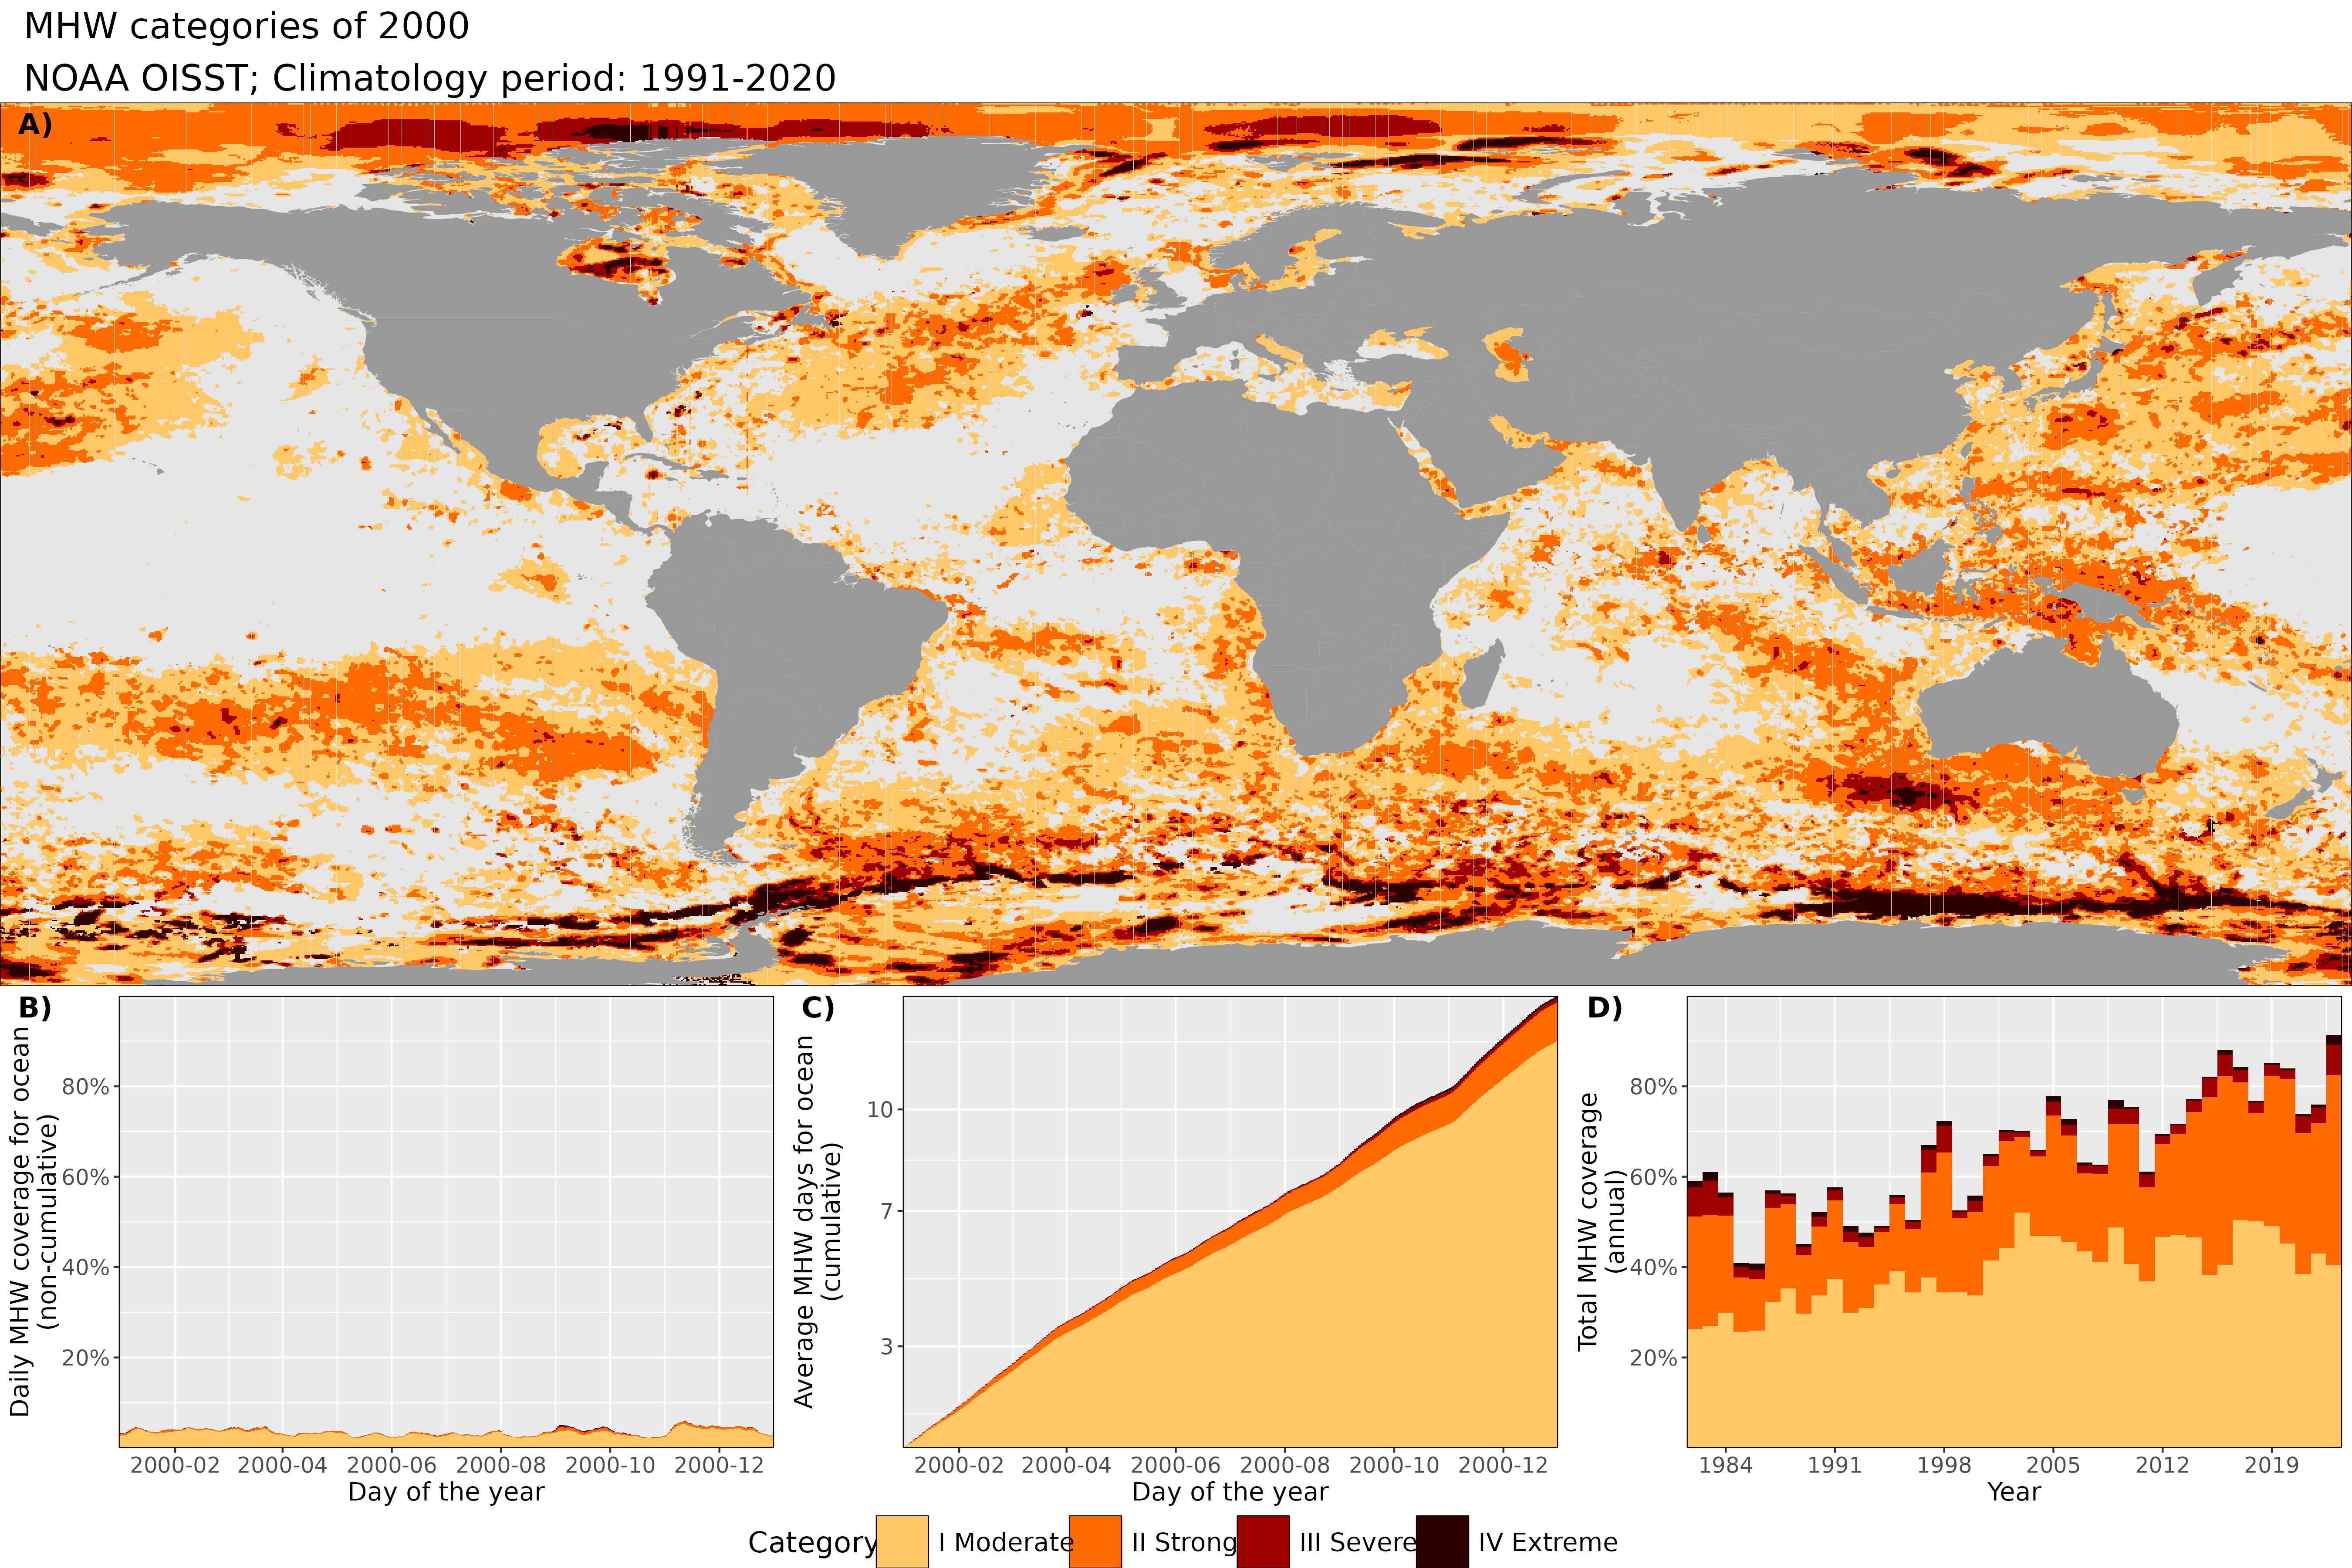 MHW categories of 2000
NOAA OISST; Climatology period: 1991-2020
A)
B)
Daily MHW coverage for ocean
(non-cumulative)
80%
60%
40%
20%
2000-02 2000-04 2000-06 2000-08 2000-10 2000-12
Day of the year
C)
Average MHW days for ocean
(cumulative)
10
7
3
2000-02 2000-04 2000-06 2000-08 2000-10 2000-12
Day of the year
D)
Total MHW coverage
(annual)
80%
60%
40%
20%
1984 1991 1998 2005 2012 2019
Year
Category I Moderate II Strong III Severe IV Extreme